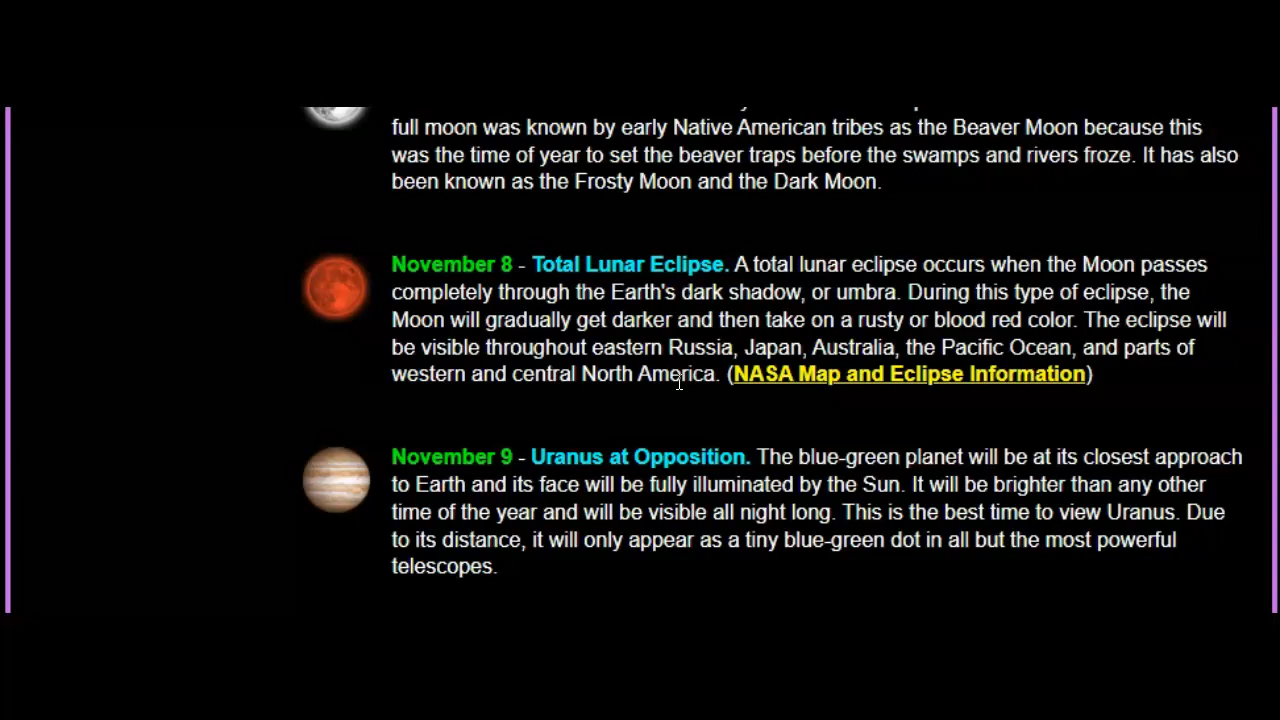 full moon was known by early Native American tribes as the Beaver Moon because this
was the time of year to set the beaver traps before the swamps and rivers froze. It has also
been known as the Frosty Moon and the Dark Moon.
November 8 - Total Lunar Eclipse. A total lunar eclipse occurs when the Moon passes
completely through the Earth's dark shadow, or umbra. During this type of eclipse, the
Moon will gradually get darker and then take on a rusty or blood red color. The eclipse will
be visible throughout eastern Russia, Japan, Australia, the Pacific Ocean, and parts of
western and central North America. (NASA Map and Eclipse Information)
November 9 - Uranus at Opposition. The blue-green planet will be at its closest approach
to Earth and its face will be fully illuminated by the Sun. It will be brighter than any other
time of the year and will be visible all night long. This is the best time to view Uranus. Due
to its distance, it will only appear as a tiny blue-green dot in all but the most powerful
telescopes.